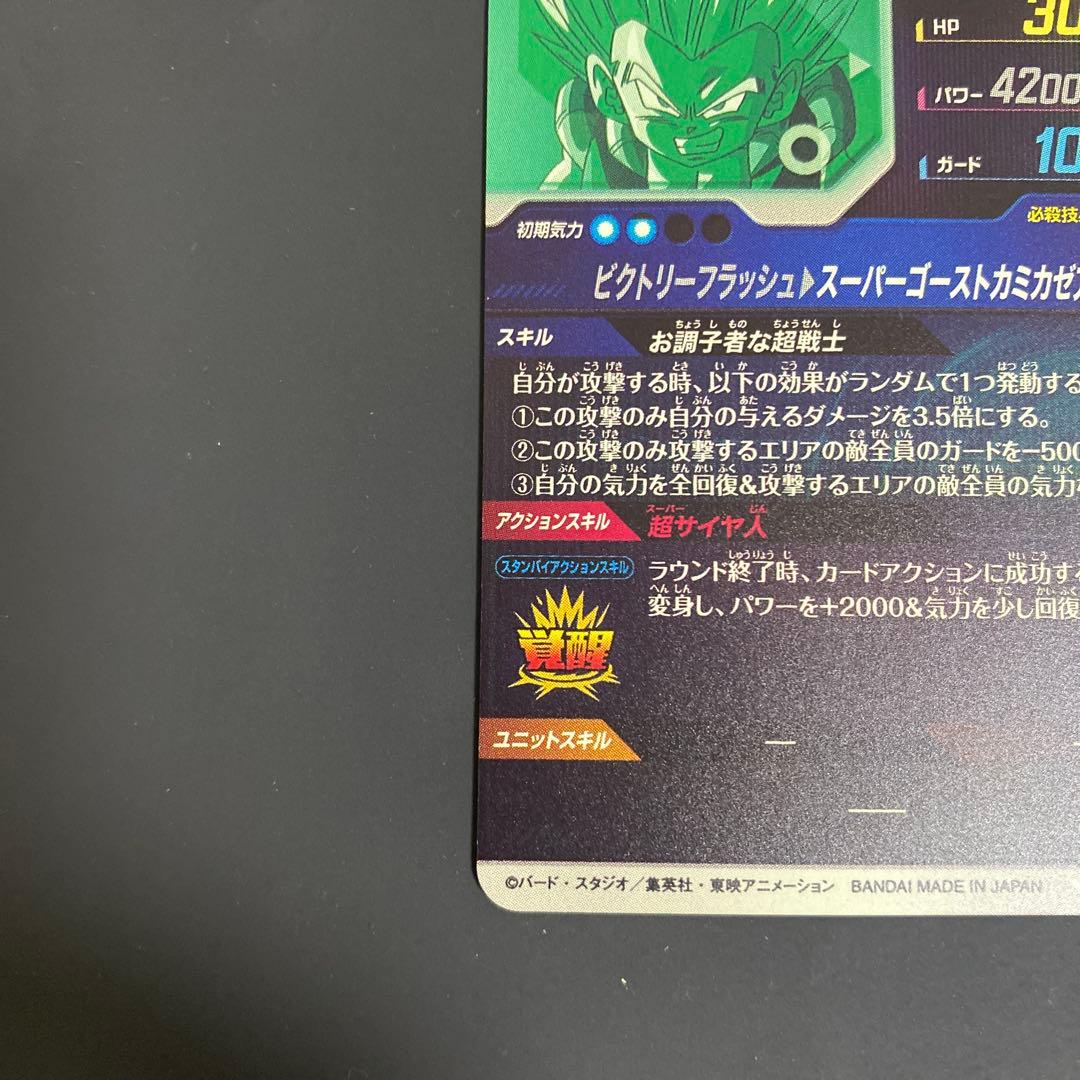 HP 30
パワー 4200
ガード 10
初期気力
必殺技
ビクトリーフラッシュ▶スーパーゴーストカミカゼア
スキル お調子者な超戦士
自分が攻撃する時、以下の効果がランダムで1つ発動する
①この攻撃のみ自分の与えるダメージを3.5倍にする。
②この攻撃のみ攻撃するエリアの敵全員のガードを−500
③自分の気力を全回復&攻撃するエリアの敵全員の気力
アクションスキル 超サイヤ人
スタンバイアクションスキル
ラウンド終了時、カードアクションに成功する
変身し、パワーを+2000&気力を少し回復
覚醒
ユニットスキル —
—
©バード・スタジオ／集英社・東映アニメーション BANDAI MADE IN JAPAN